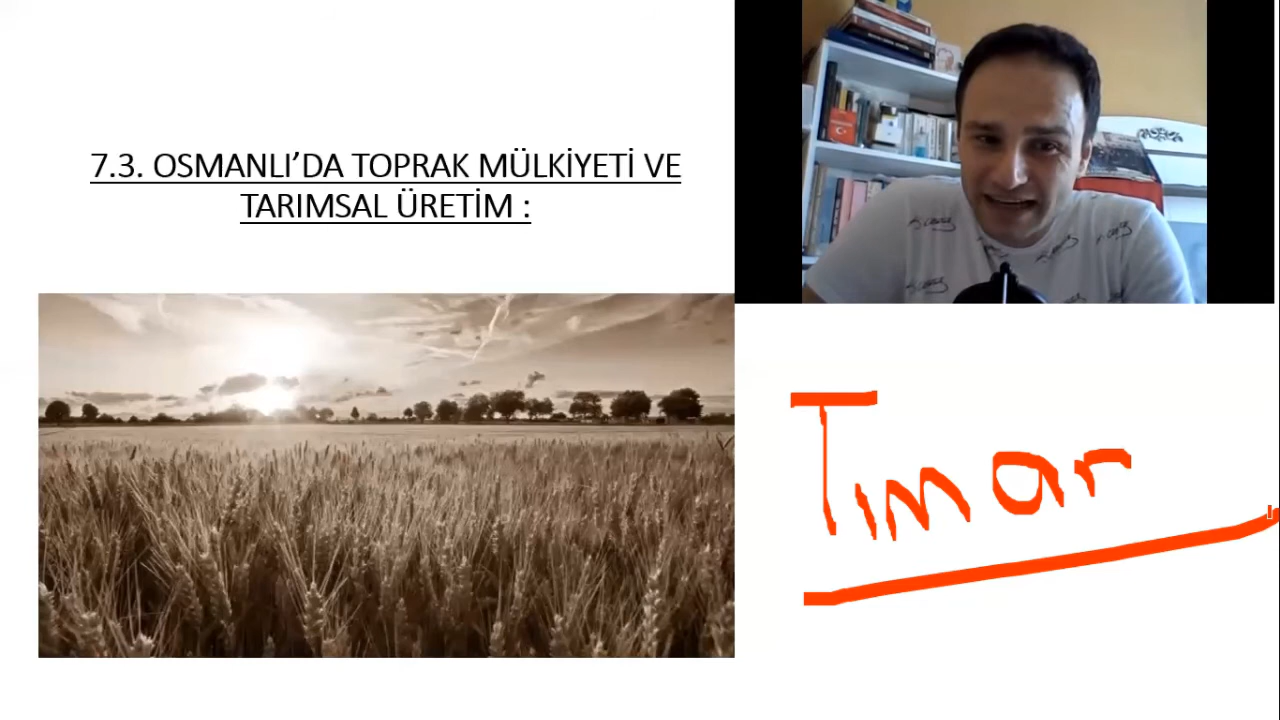 7.3. OSMANLI’DA TOPRAK MÜLKİYETİ VE
TARIMSAL ÜRETİM :
Tımar